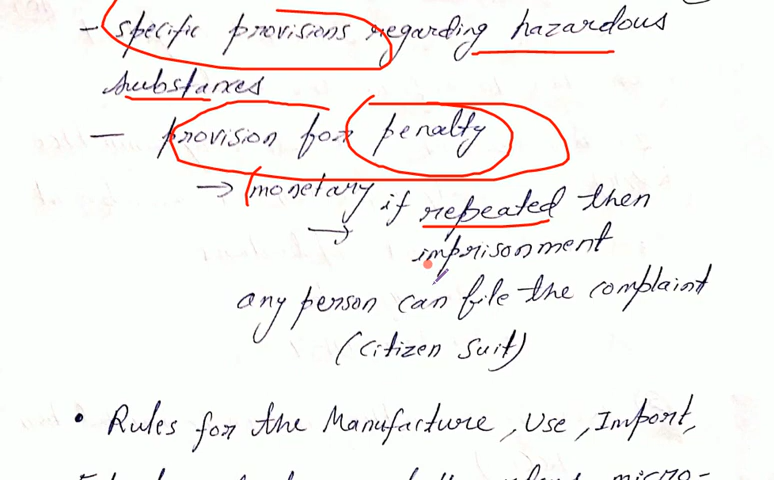 - specific provisions regarding hazardous
substances
- provision for penalty
→ monetary
→ if repeated then
imprisonment
any person can file the complaint
(citizen suit)
• Rules for the Manufacture, Use, Import,
micro-